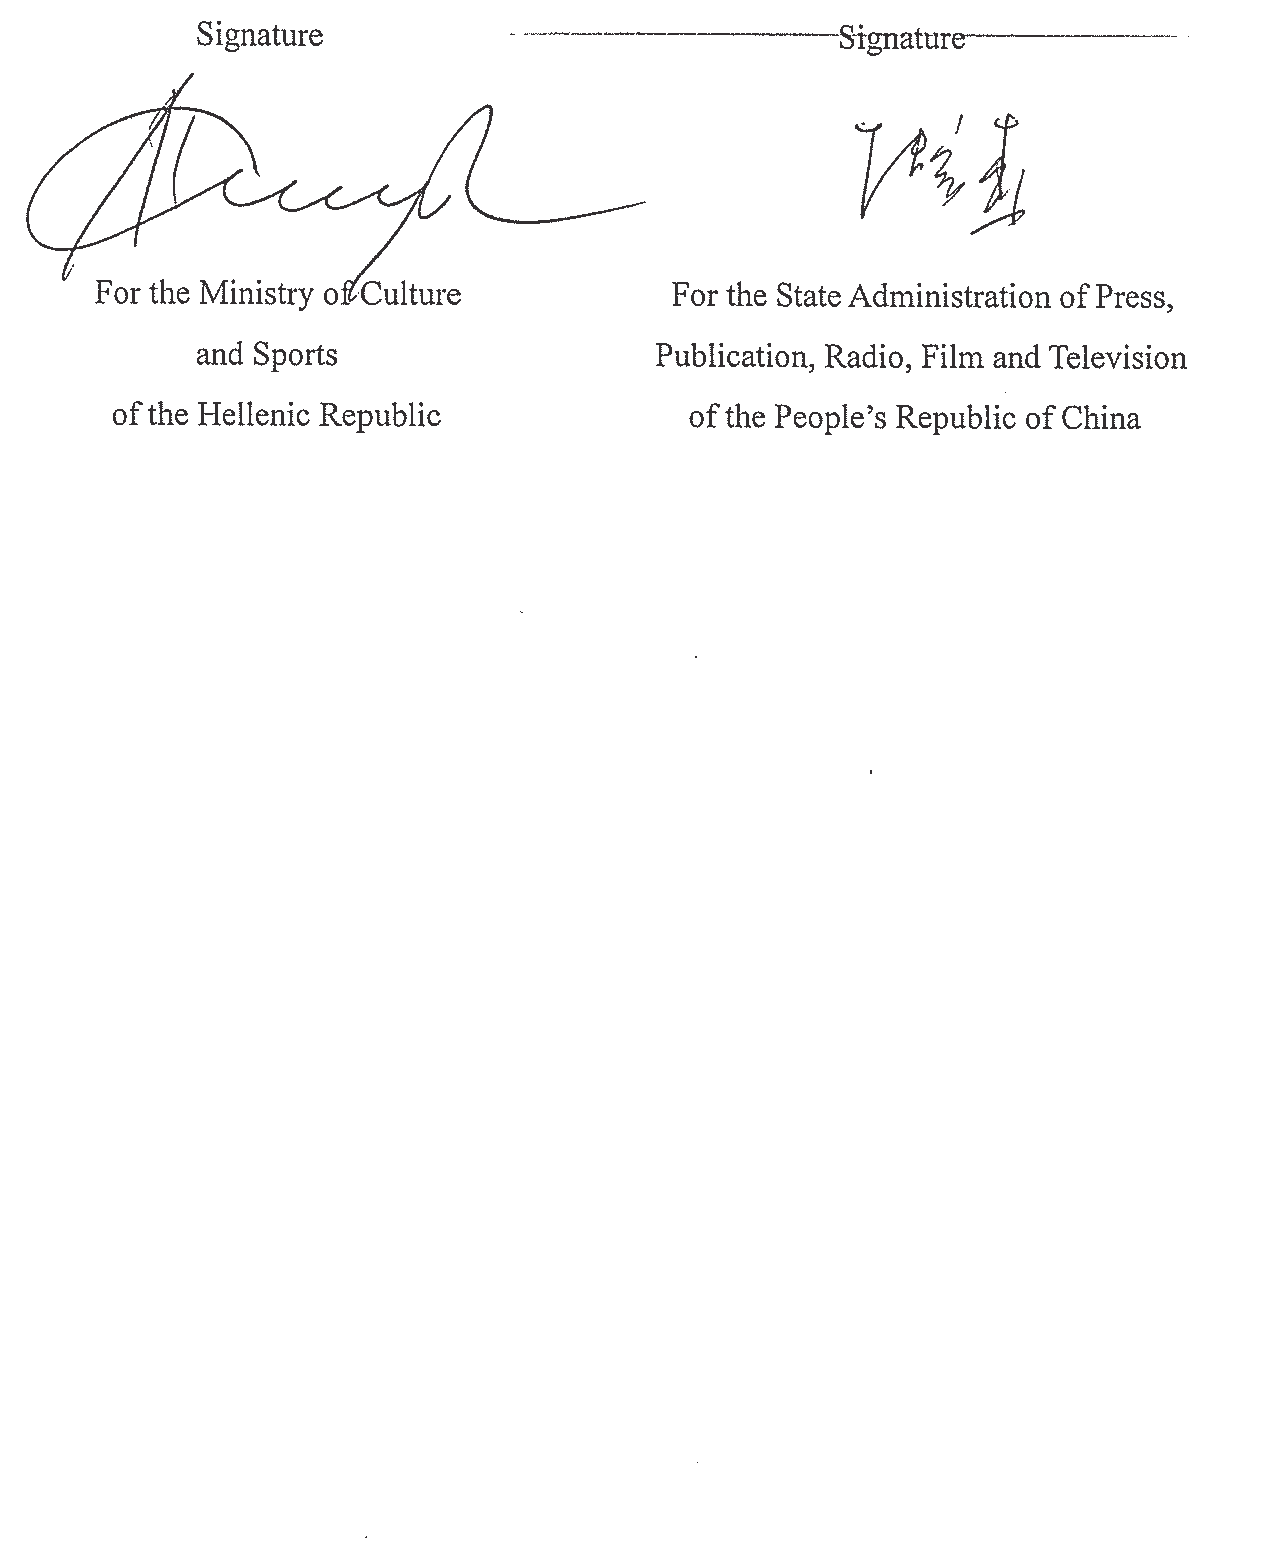 Signature
For the Ministry of Culture
and Sports
of the Hellenic Republic
Signature
For the State Administration of Press,
Publication, Radio, Film and Television
of the People's Republic of China